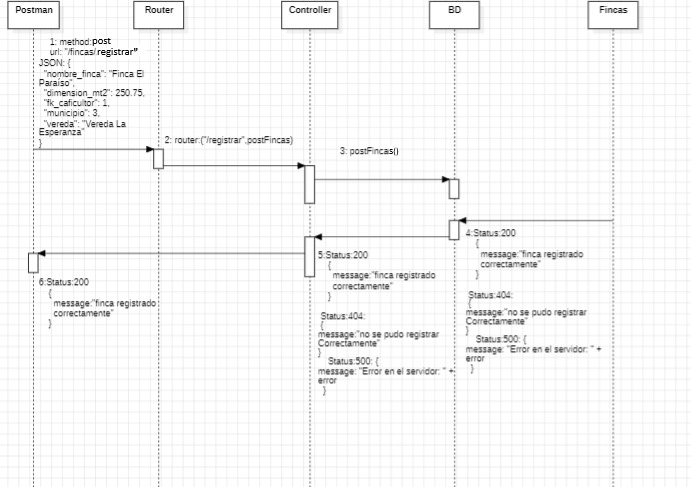 Postman
Router
Controller
BD
Fincas
1: method:post
url: "/fincas/registrar"
JSON: {
"nombre_finca": "Finca El
Paraíso",
"dimension_mt2": 250.75,
"fk_caficultor": 1,
"municipio": 3,
"vereda": "Vereda La
Esperanza"
}
2: router:("/registrar",postFincas)
3: postFincas()
4:Status:200
{
message:"finca registrado
correctamente"
}
Status:404:
{
message:"no se pudo registrar
Correctamente"
}
Status:500: {
message: "Error en el servidor: " +
error
}
5:Status:200
{
message:"finca registrado
correctamente"
}
Status:404:
{
message:"no se pudo registrar
Correctamente"
}
Status:500: {
message: "Error en el servidor: " +
error
}
6:Status:200
{
message:"finca registrado
correctamente"
}